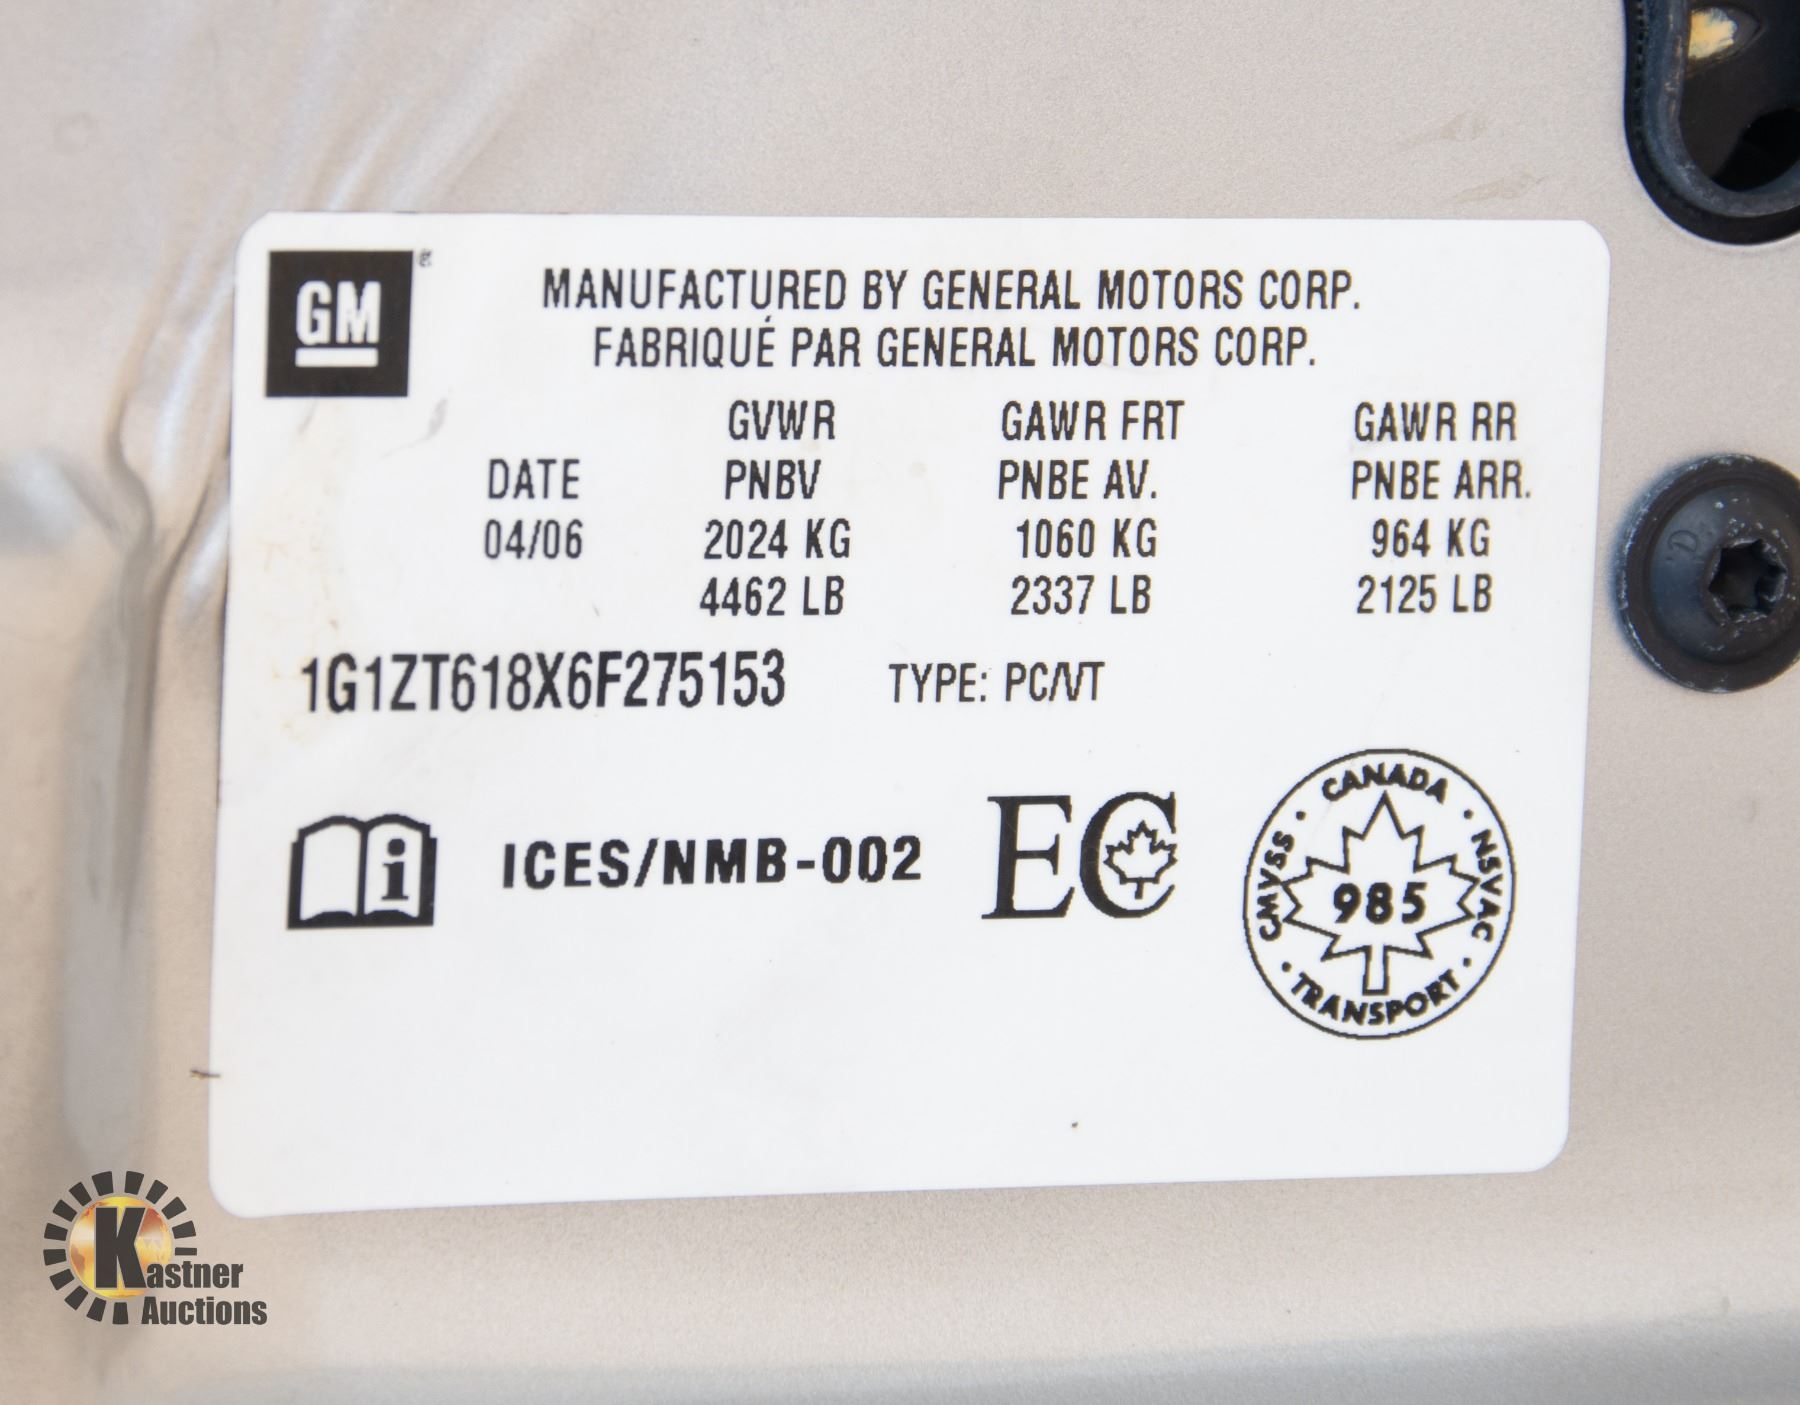 GM
MANUFACTURED BY GENERAL MOTORS CORP.
FABRIQUÉ PAR GENERAL MOTORS CORP.
GVWR GAWR FRT GAWR RR
DATE PNBV PNBE AV. PNBE ARR.
04/06 2024 KG 1060 KG 964 KG
4462 LB 2337 LB 2125 LB
1G1ZT618X6F275153 TYPE: PC/VT
i ICES/NMB-002 EC
CANADA · NSVAC · TRANSPORT · CMVSS ·
985
Kastner
Auctions